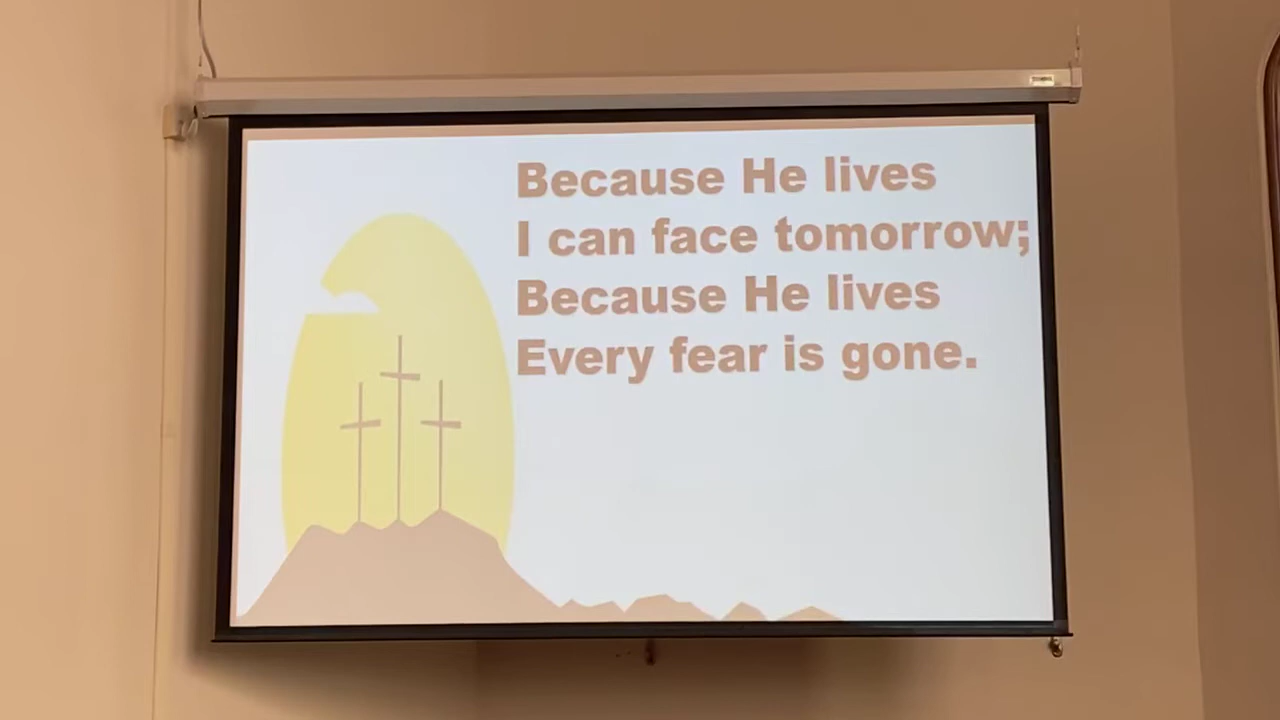 Because He lives
I can face tomorrow;
Because He lives
Every fear is gone.